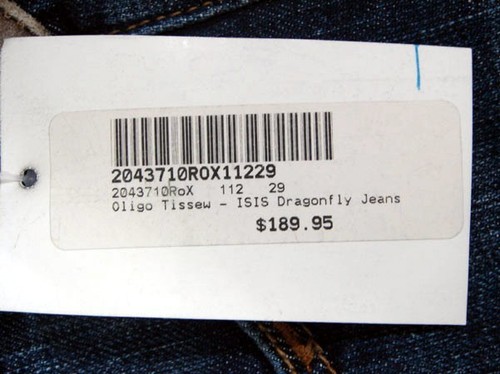 2043710ROX11229
2043710RoX 112 29
Oligo Tissew - ISIS Dragonfly Jeans
$189.95